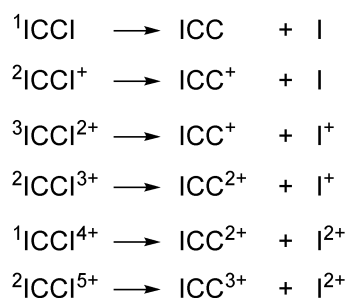 ¹ICCI ⟶ ICC + I
²ICCI⁺ ⟶ ICC⁺ + I
³ICCI²⁺ ⟶ ICC⁺ + I⁺
²ICCI³⁺ ⟶ ICC²⁺ + I⁺
¹ICCI⁴⁺ ⟶ ICC²⁺ + I²⁺
²ICCI⁵⁺ ⟶ ICC³⁺ + I²⁺